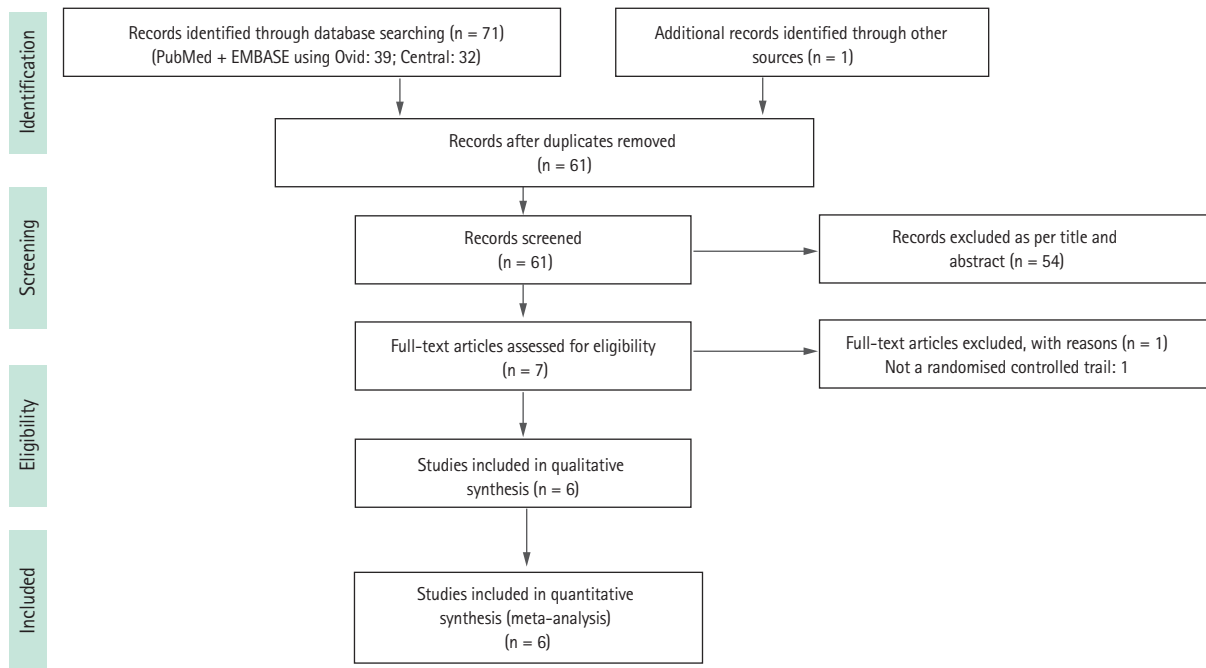 Identification
Records identified through database searching (n = 71)
(PubMed + EMBASE using Ovid: 39; Central: 32)
Additional records identified through other
sources (n = 1)
Records after duplicates removed
(n = 61)
Screening
Records screened
(n = 61)
Records excluded as per title and
abstract (n = 54)
Full-text articles assessed for eligibility
(n = 7)
Full-text articles excluded, with reasons (n = 1)
Not a randomised controlled trail: 1
Eligibility
Studies included in qualitative
synthesis (n = 6)
Included
Studies included in quantitative
synthesis (meta-analysis)
(n = 6)